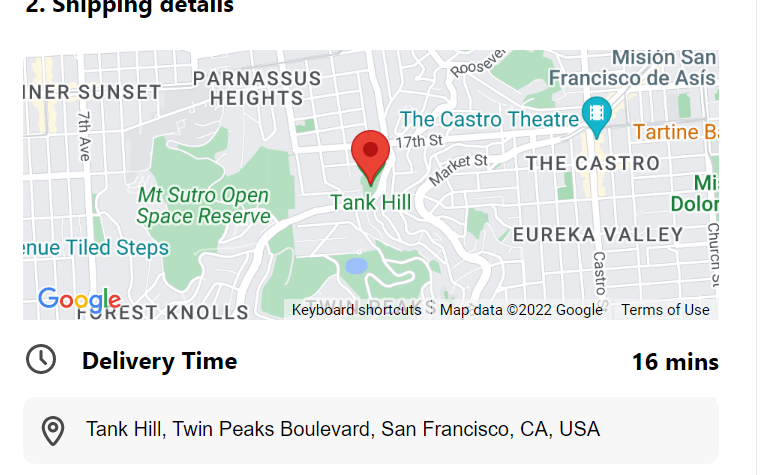 2. Shipping details
Roosevel
Misión San
Francisco de Asís
PARNASSUS
HEIGHTS
NER SUNSET
7th Ave
The Castro Theatre
Tartine Ba
17th St
Market St
THE CASTRO
Mt Sutro Open
Space Reserve
Tank Hill
Mi
Dolor
EUREKA VALLEY
Church St
enue Tiled Steps
Castro S
Google
FOREST KNOLLS
TWIN PEAKS
Keyboard shortcuts
Map data ©2022 Google
Terms of Use
Delivery Time
16 mins
Tank Hill, Twin Peaks Boulevard, San Francisco, CA, USA